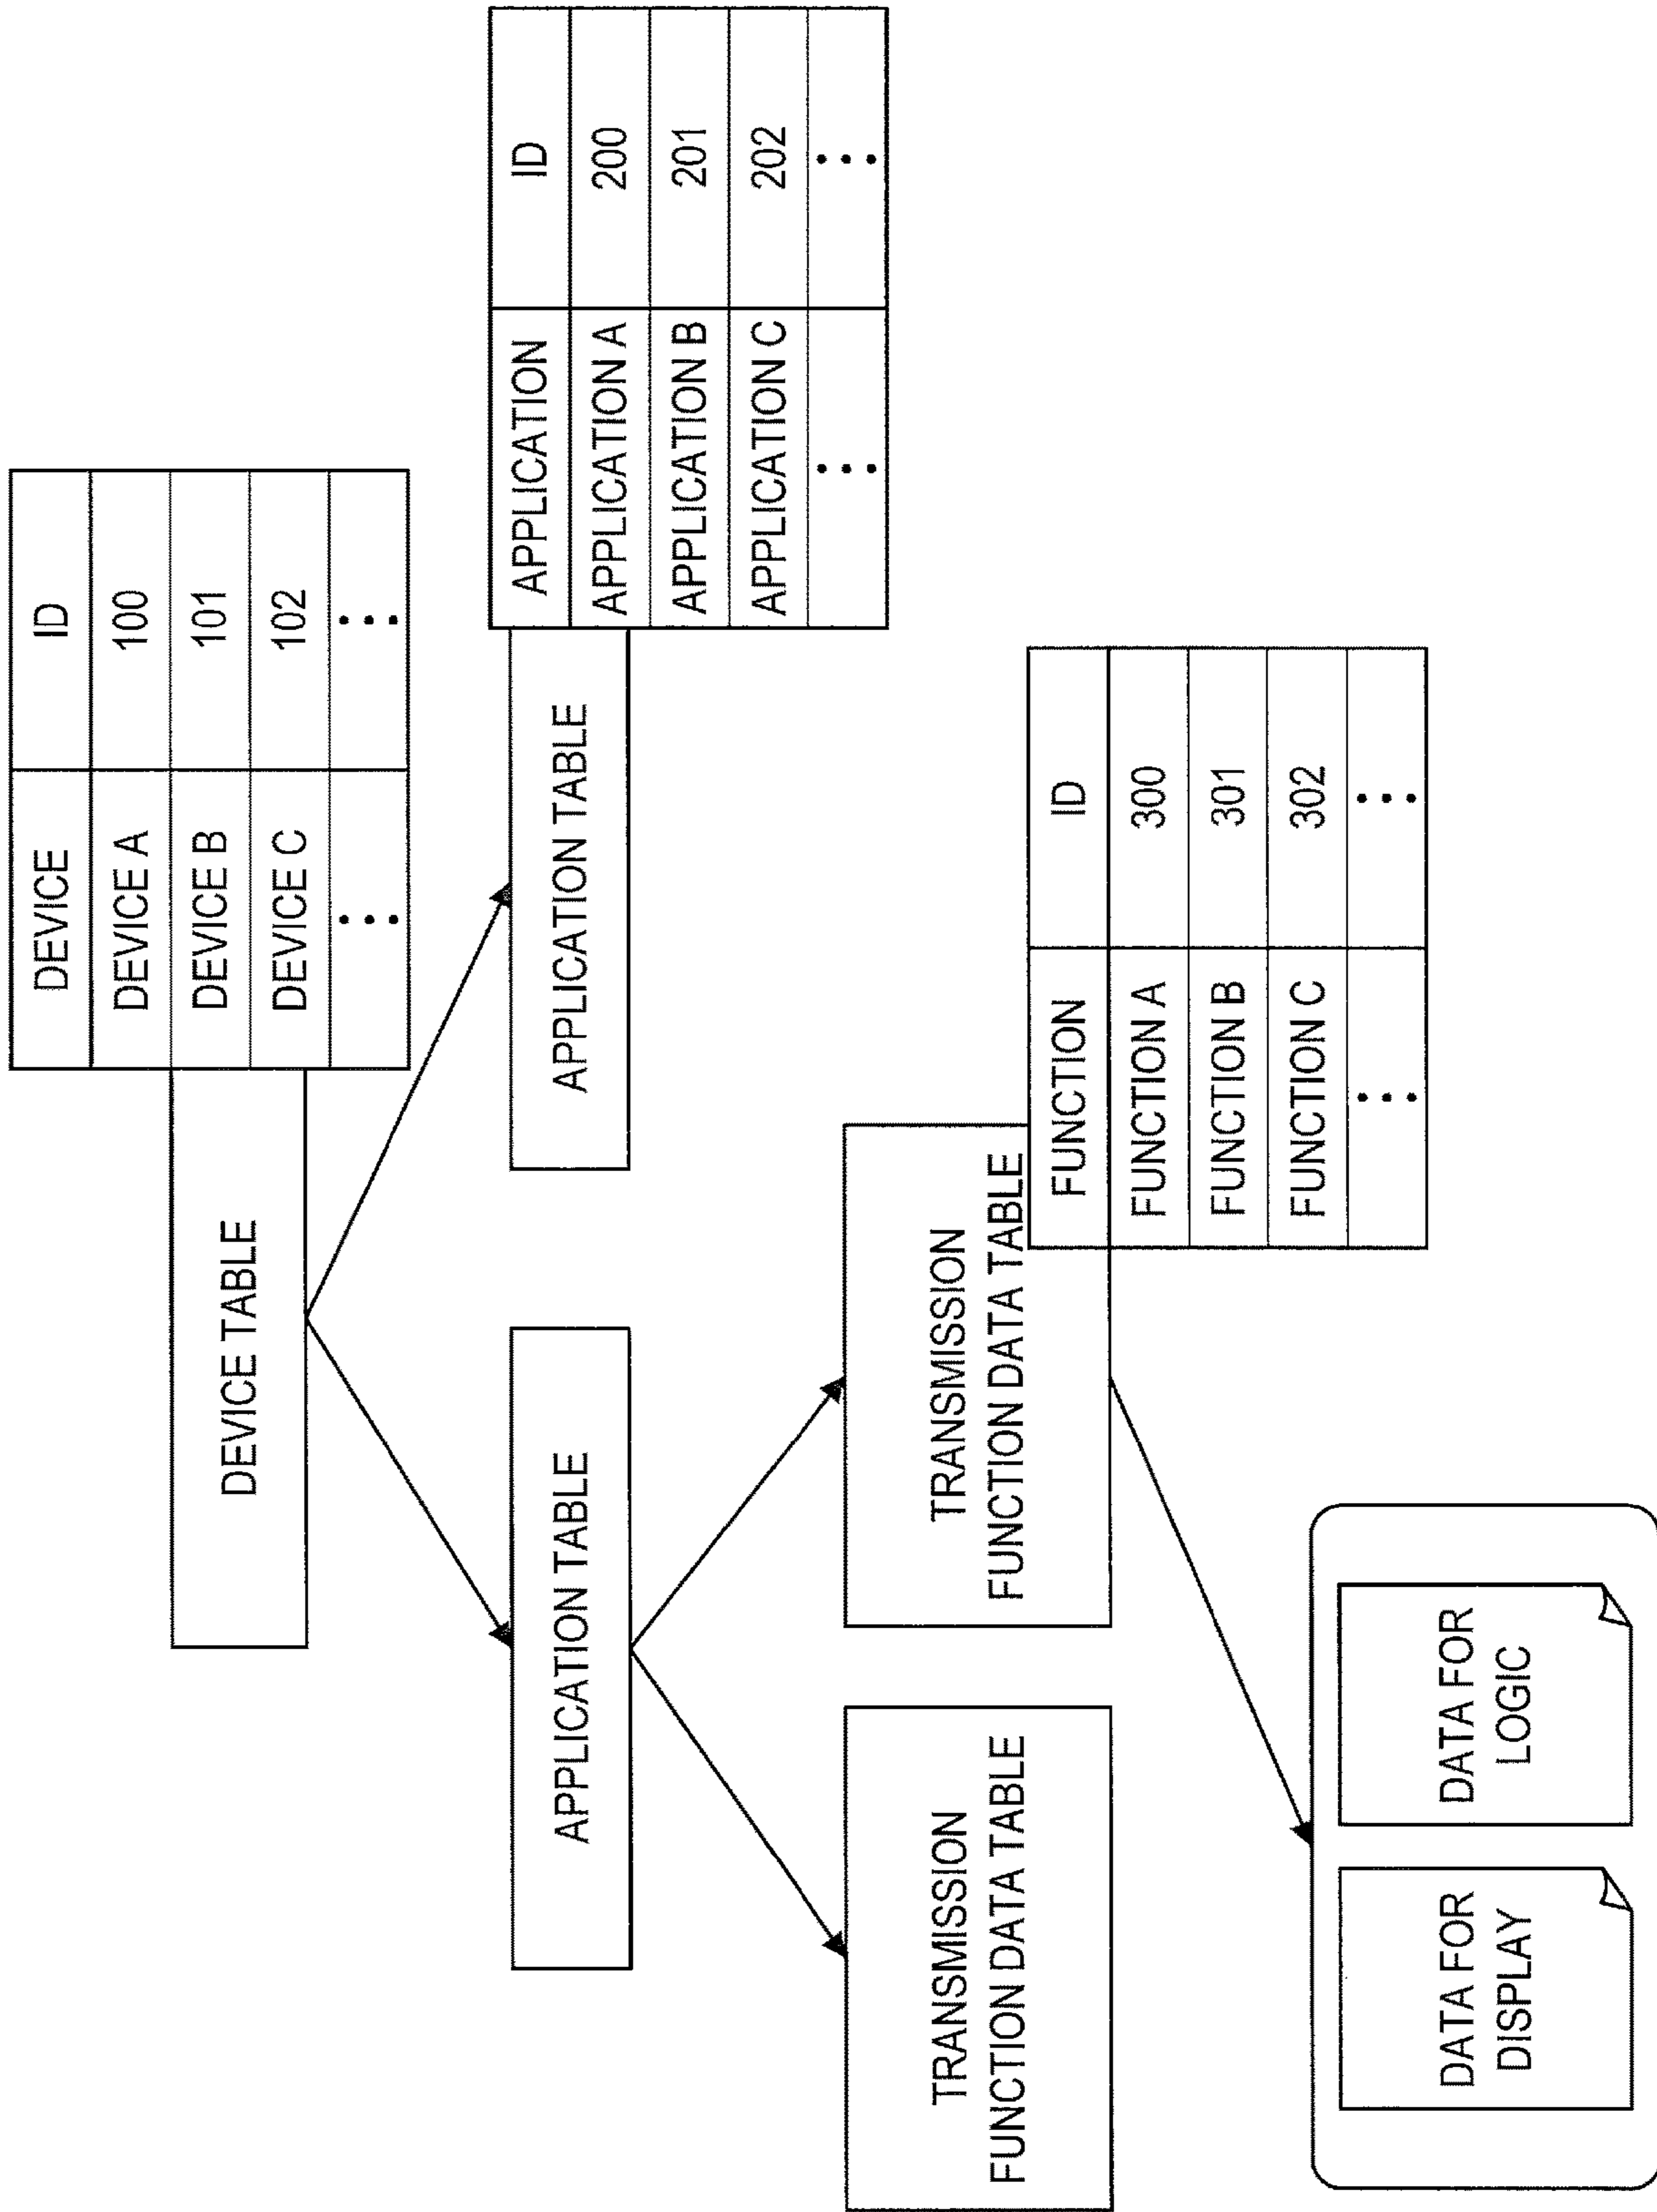 DEVICE ID
DEVICE A 100
DEVICE B 101
DEVICE C 102
⋮ ⋮
DEVICE TABLE
APPLICATION ID
APPLICATION A 200
APPLICATION B 201
APPLICATION C 202
⋮ ⋮
APPLICATION TABLE
APPLICATION TABLE
TRANSMISSION
FUNCTION DATA TABLE
TRANSMISSION
FUNCTION DATA TABLE
FUNCTION ID
FUNCTION A 300
FUNCTION B 301
FUNCTION C 302
⋮ ⋮
DATA FOR
DISPLAY
DATA FOR
LOGIC